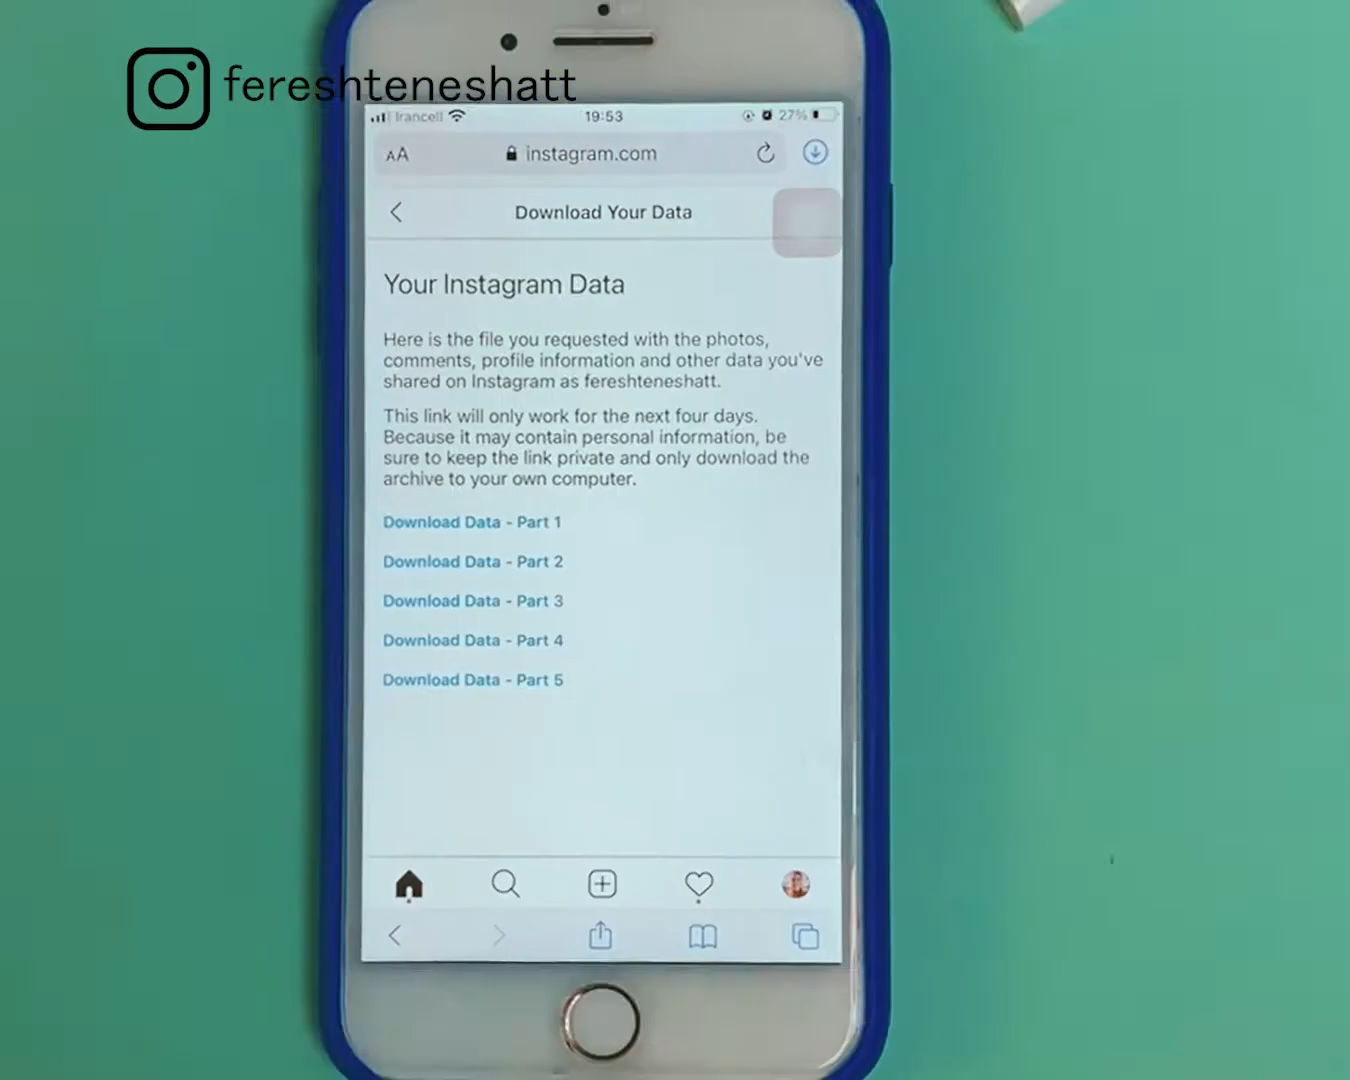 fereshteneshatt
Irancell 19:53 27%
AA instagram.com
Download Your Data
Your Instagram Data
Here is the file you requested with the photos,
comments, profile information and other data you've
shared on Instagram as fereshteneshatt.
This link will only work for the next four days.
Because it may contain personal information, be
sure to keep the link private and only download the
archive to your own computer.
Download Data - Part 1
Download Data - Part 2
Download Data - Part 3
Download Data - Part 4
Download Data - Part 5